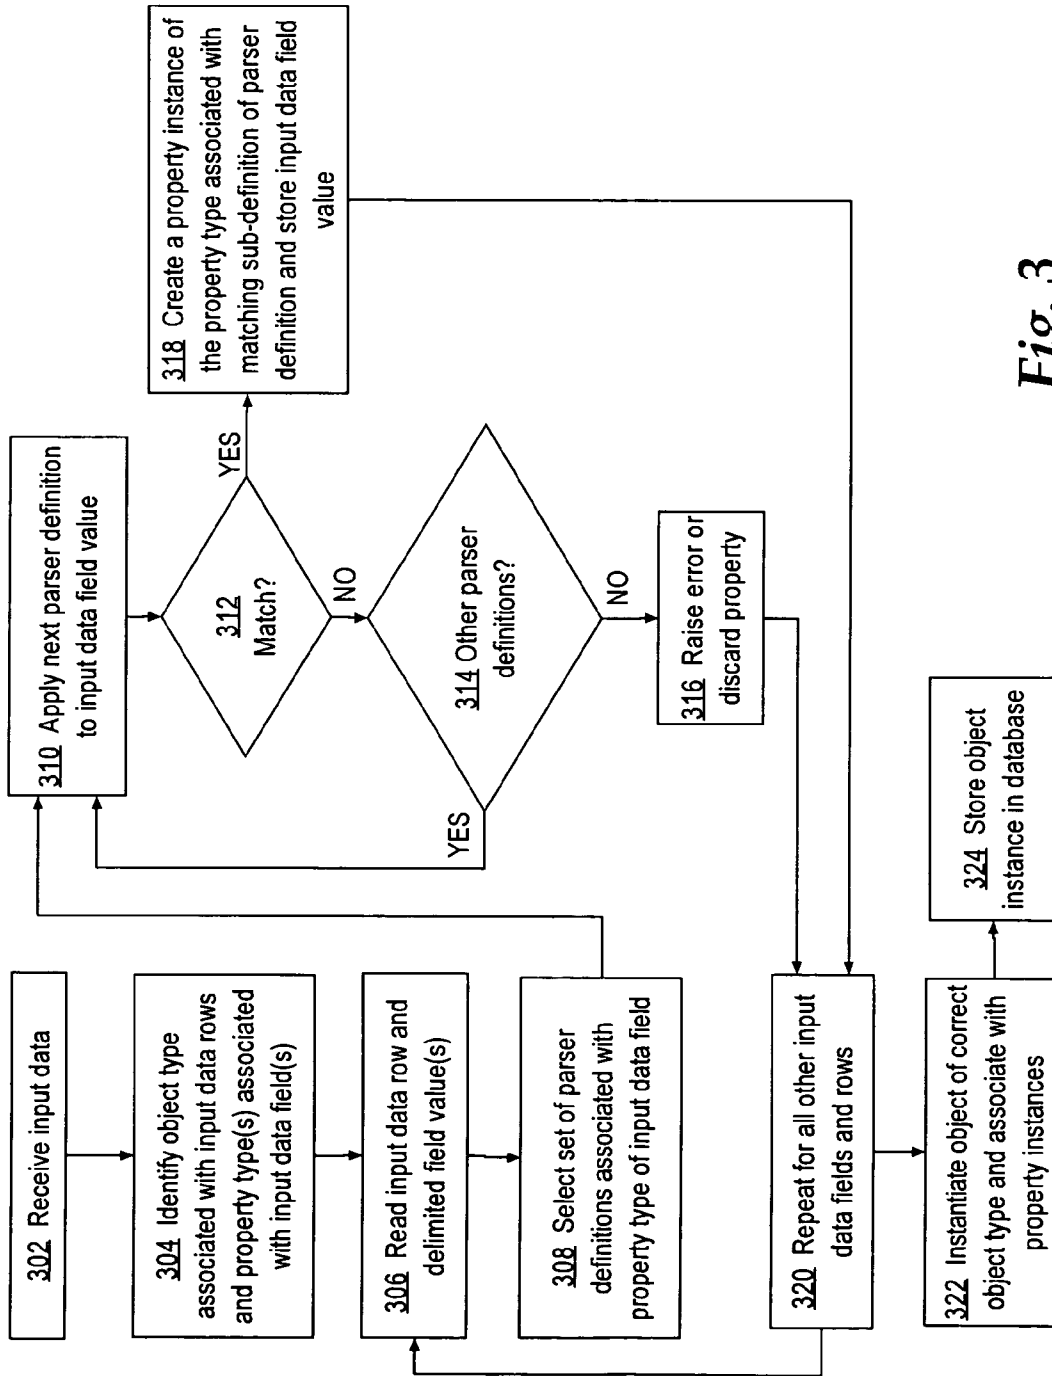 302 Receive input data
304 Identify object type
associated with input data rows
and property type(s) associated
with input data field(s)
306 Read input data row and
delimited field value(s)
308 Select set of parser
definitions associated with
property type of input data field
310 Apply next parser definition
to input data field value
312
Match?
YES
NO
314 Other parser
definitions?
YES
NO
316 Raise error or
discard property
318 Create a property instance of
the property type associated with
matching sub-definition of parser
definition and store input data field
value
320 Repeat for all other input
data fields and rows
322 Instantiate object of correct
object type and associate with
property instances
324 Store object
instance in database
Fig. 3